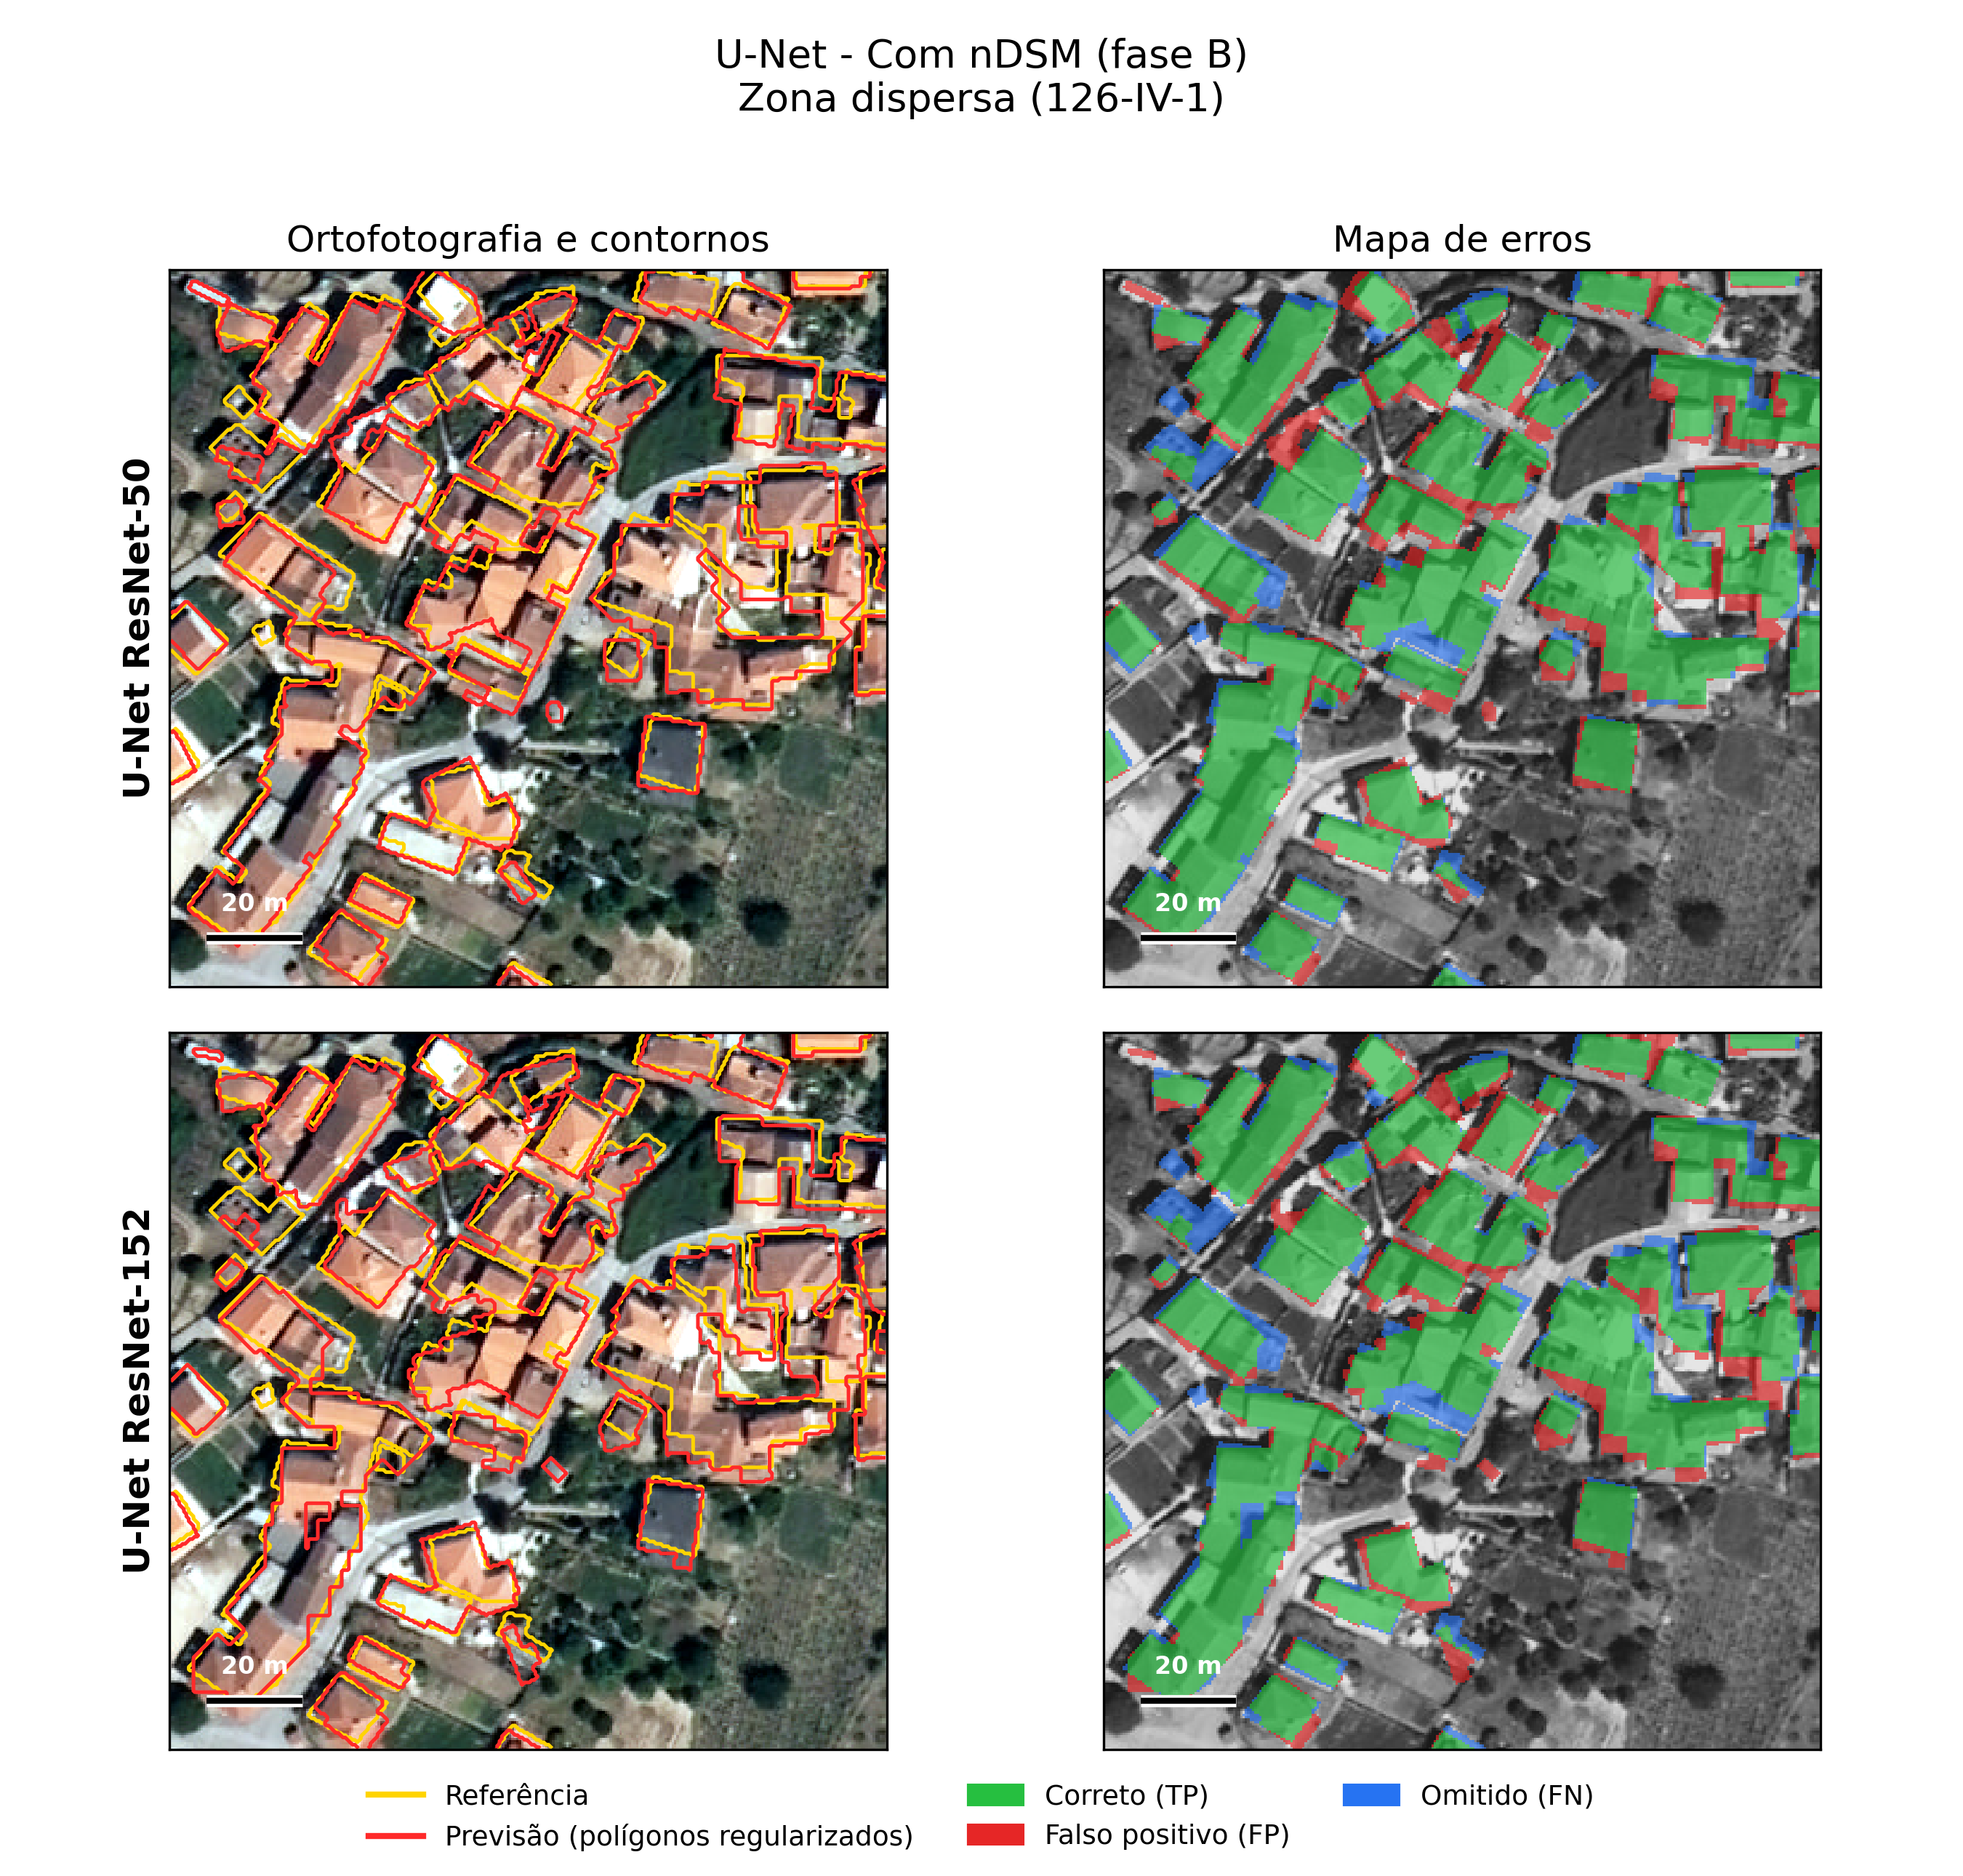 U-Net - Com nDSM (fase B)
Zona dispersa (126-IV-1)
Ortofotografia e contornos
Mapa de erros
U-Net ResNet-50
20 m
20 m
U-Net ResNet-152
20 m
20 m
Referência
Previsão (polígonos regularizados)
Correto (TP)
Falso positivo (FP)
Omitido (FN)